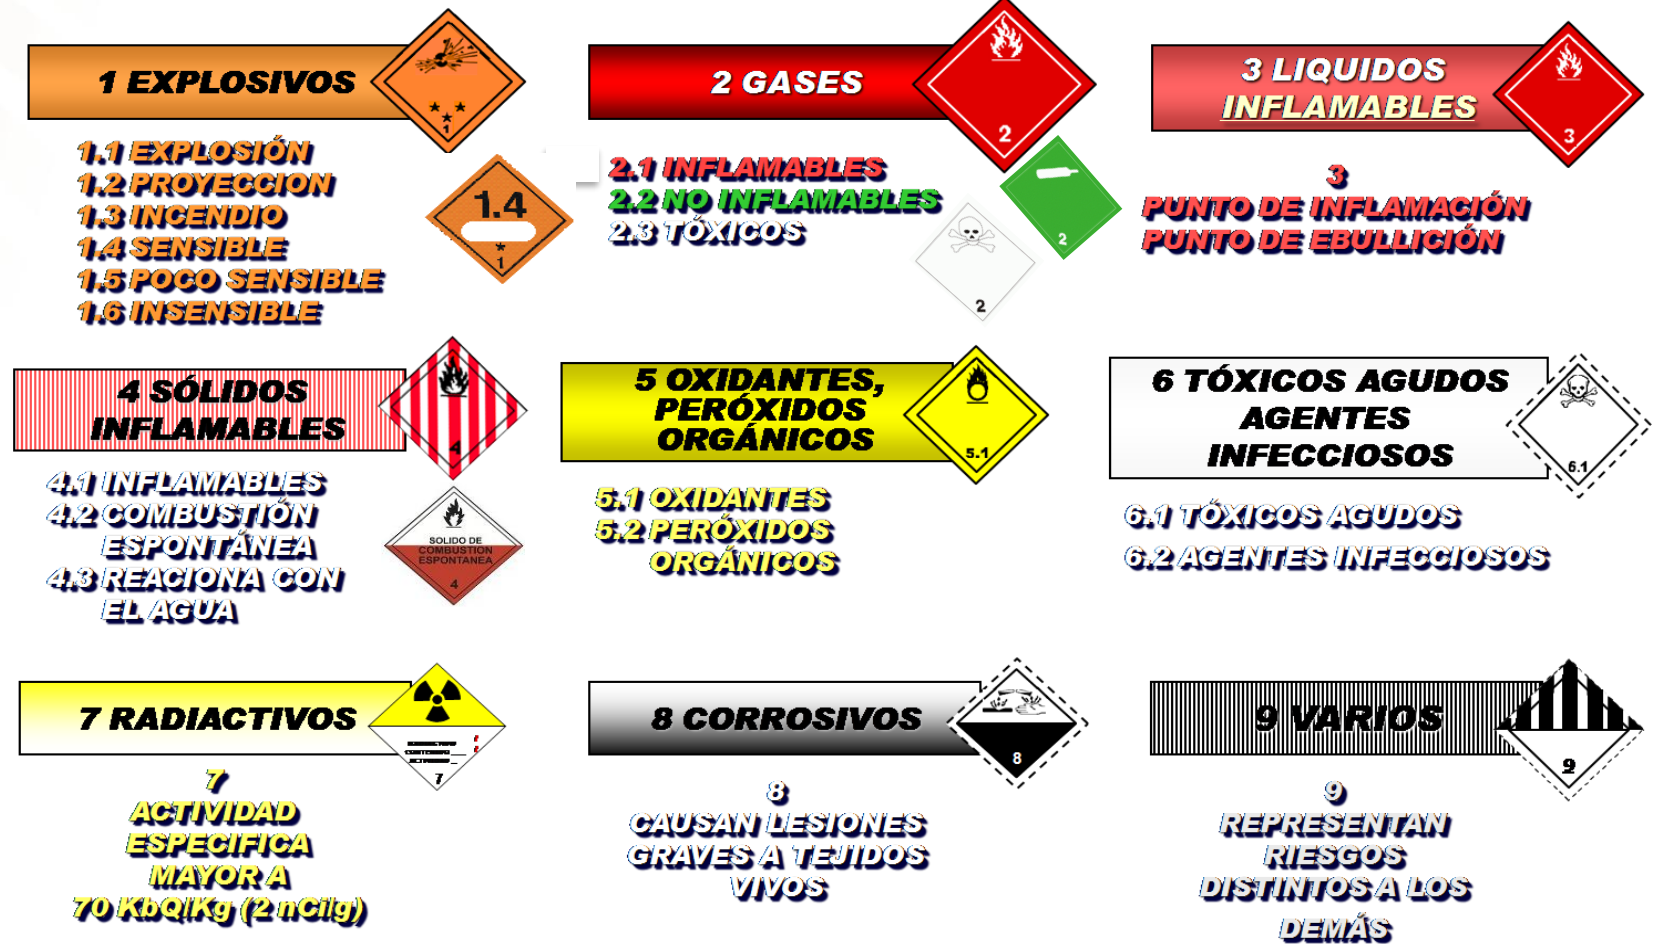 1 EXPLOSIVOS
1
1
1.1 EXPLOSIÓN
1.2 PROYECCION
1.3 INCENDIO
1.4 SENSIBLE
1.5 POCO SENSIBLE
1.6 INSENSIBLE
1.4
*
1
2 GASES
2
2.1 INFLAMABLES
2.2 NO INFLAMABLES
2.3 TÓXICOS
2
2
3 LIQUIDOS
INFLAMABLES
3
3
PUNTO DE INFLAMACIÓN
PUNTO DE EBULLICIÓN
4 SÓLIDOS
INFLAMABLES
4
4.1 INFLAMABLES
4.2 COMBUSTIÓN
ESPONTÁNEA
4.3 REACIONA CON
EL AGUA
SOLIDO DE
COMBUSTION
ESPONTANEA
4
5 OXIDANTES,
PERÓXIDOS
ORGÁNICOS
5.1
5.1 OXIDANTES
5.2 PERÓXIDOS
ORGÁNICOS
6 TÓXICOS AGUDOS
AGENTES
INFECCIOSOS
6.1
6.1 TÓXICOS AGUDOS
6.2 AGENTES INFECCIOSOS
7 RADIACTIVOS
7
7
ACTIVIDAD
ESPECIFICA
MAYOR A
70 KbQ/Kg (2 nCi/g)
8 CORROSIVOS
8
8
CAUSAN LESIONES
GRAVES A TEJIDOS
VIVOS
9 VARIOS
9
9
REPRESENTAN
RIESGOS
DISTINTOS A LOS
DEMÁS